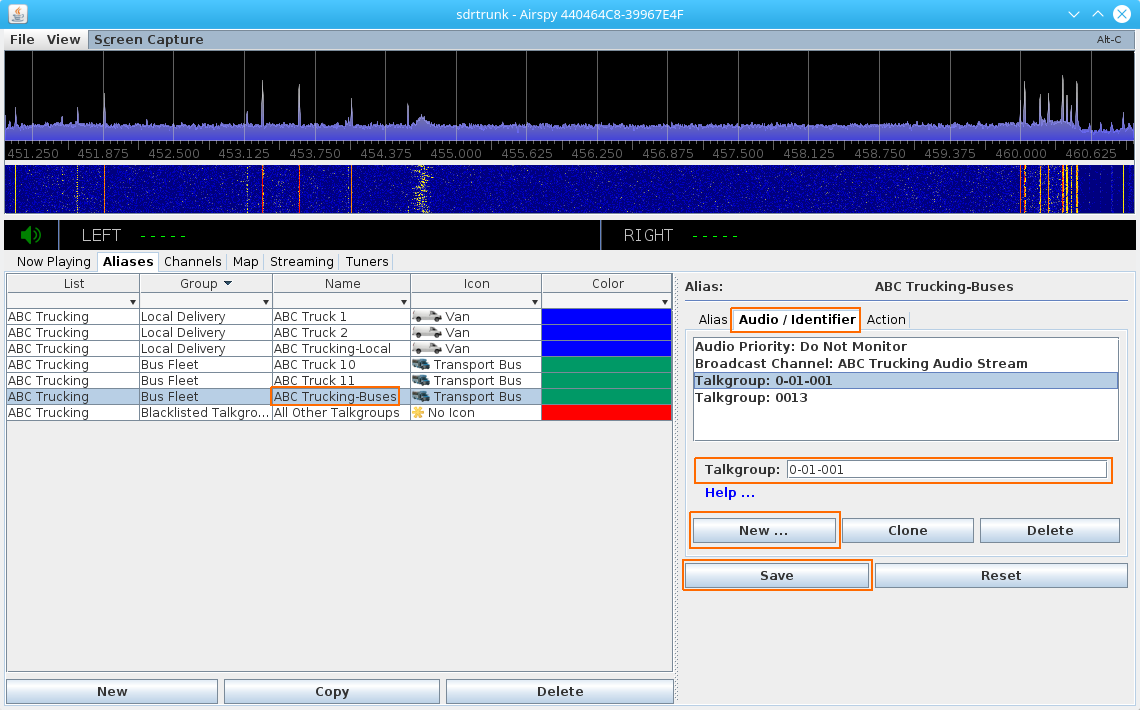 sdrtrunk - Airspy 440464C8-39967E4F
File View Screen Capture Alt-C
451.250 451.875 452.500 453.125 453.750 454.375 455.000 455.625 456.250 456.875 457.500 458.125 458.750 459.375 460.000 460.625
LEFT ----- RIGHT -----
Now Playing Aliases Channels Map Streaming Tuners
List Group Name Icon Color
ABC Trucking Local Delivery ABC Truck 1 Van
ABC Trucking Local Delivery ABC Truck 2 Van
ABC Trucking Local Delivery ABC Trucking-Local Van
ABC Trucking Bus Fleet ABC Truck 10 Transport Bus
ABC Trucking Bus Fleet ABC Truck 11 Transport Bus
ABC Trucking Bus Fleet ABC Trucking-Buses Transport Bus
ABC Trucking Blacklisted Talkgro... All Other Talkgroups No Icon
New Copy Delete
Alias: ABC Trucking-Buses
Alias Audio / Identifier Action
Audio Priority: Do Not Monitor
Broadcast Channel: ABC Trucking Audio Stream
Talkgroup: 0-01-001
Talkgroup: 0013
Talkgroup: 0-01-001
Help ...
New ... Clone Delete
Save Reset